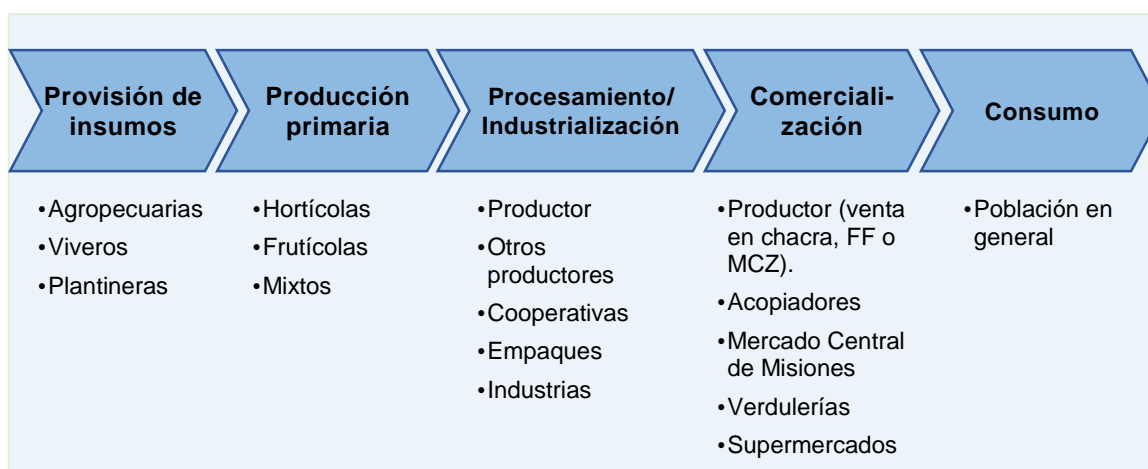 Provisión de
insumos
Producción
primaria
Procesamiento/
Industrialización
Comerciali-
zación
Consumo
•Agropecuarias
•Viveros
•Plantineras
•Hortícolas
•Frutícolas
•Mixtos
•Productor
•Otros
productores
•Cooperativas
•Empaques
•Industrias
•Productor (venta
en chacra, FF o
MCZ).
•Acopiadores
•Mercado Central
de Misiones
•Verdulerías
•Supermercados
•Población en
general